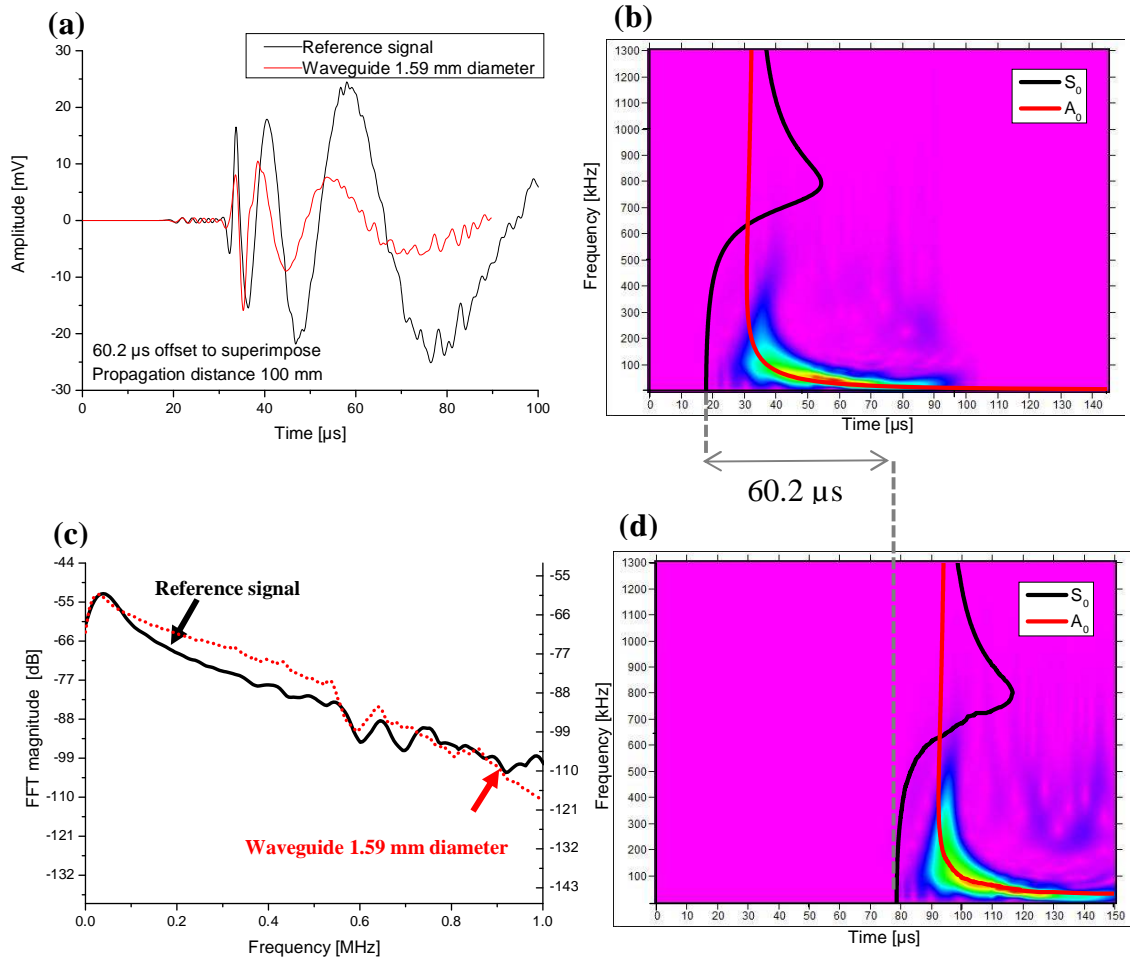 (a)
30
20
10
0
-10
-20
-30
Amplitude [mV]
Reference signal
Waveguide 1.59 mm diameter
60.2 µs offset to superimpose
Propagation distance 100 mm
0 20 40 60 80 100
Time [µs]
(b)
1300
1200
1100
1000
900
800
700
600
500
400
300
200
100
Frequency [kHz]
S0
A0
0 10 20 30 40 50 60 70 80 90 100 110 120 130 140
Time [µs]
60.2 µs
(c)
-44
-55
-66
-77
-88
-99
-110
-121
-132
FFT magnitude [dB]
Reference signal
Waveguide 1.59 mm diameter
-55
-66
-77
-88
-99
-110
-121
-132
-143
0.0 0.2 0.4 0.6 0.8 1.0
Frequency [MHz]
(d)
1300
1200
1100
1000
900
800
700
600
500
400
300
200
100
Frequency [kHz]
S0
A0
0 10 20 30 40 50 60 70 80 90 100 110 120 130 140 150
Time [µs]